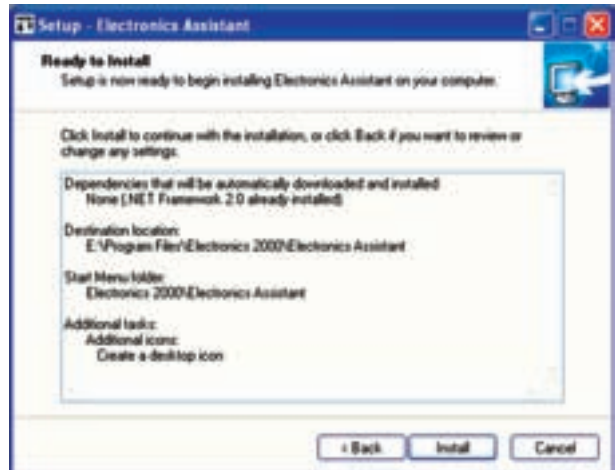 Setup - Electronics Assistant
Ready to Install
Setup is now ready to begin installing Electronics Assistant on your computer.
Click Install to continue with the installation, or click Back if you want to review or
change any settings.
Dependencies that will be automatically downloaded and installed
None (.NET Framework 2.0 already installed)
Destination location:
E:\Program Files\Electronics 2000\Electronics Assistant
Start Menu folder:
Electronics 2000\Electronics Assistant
Additional tasks:
Additional icons:
Create a desktop icon
< Back
Install
Cancel